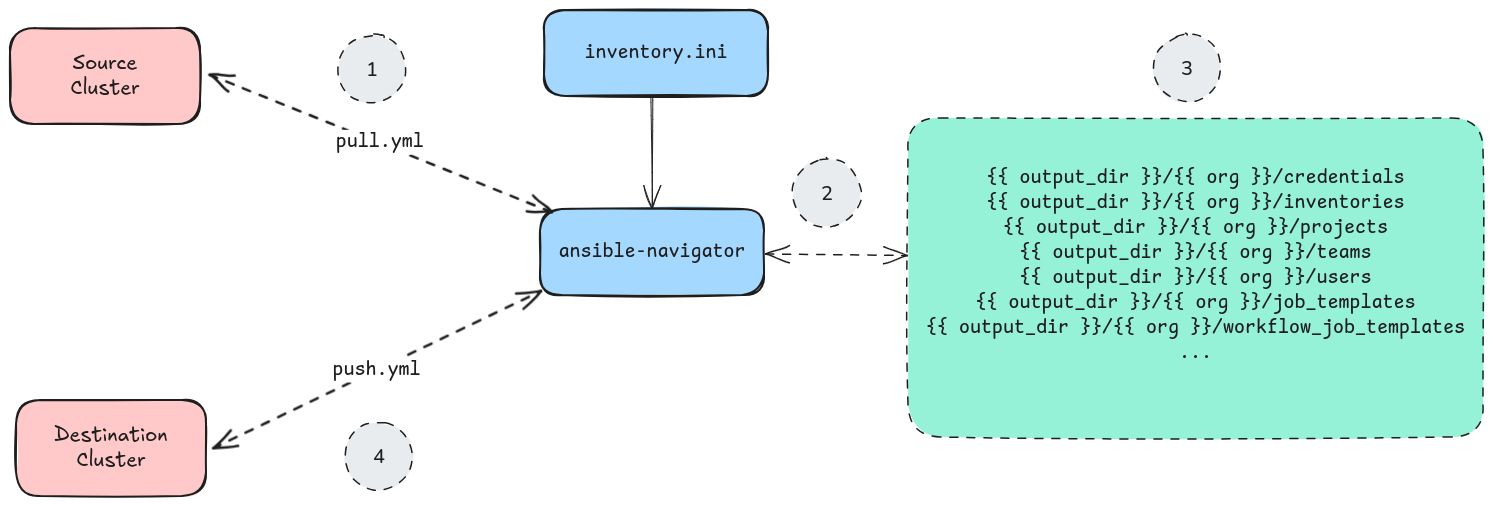 Source
Cluster
1
inventory.ini
3
pull.yml
2
{{ output_dir }}/{{ org }}/credentials
{{ output_dir }}/{{ org }}/inventories
{{ output_dir }}/{{ org }}/projects
{{ output_dir }}/{{ org }}/teams
{{ output_dir }}/{{ org }}/users
{{ output_dir }}/{{ org }}/job_templates
{{ output_dir }}/{{ org }}/workflow_job_templates
...
ansible-navigator
push.yml
Destination
Cluster
4